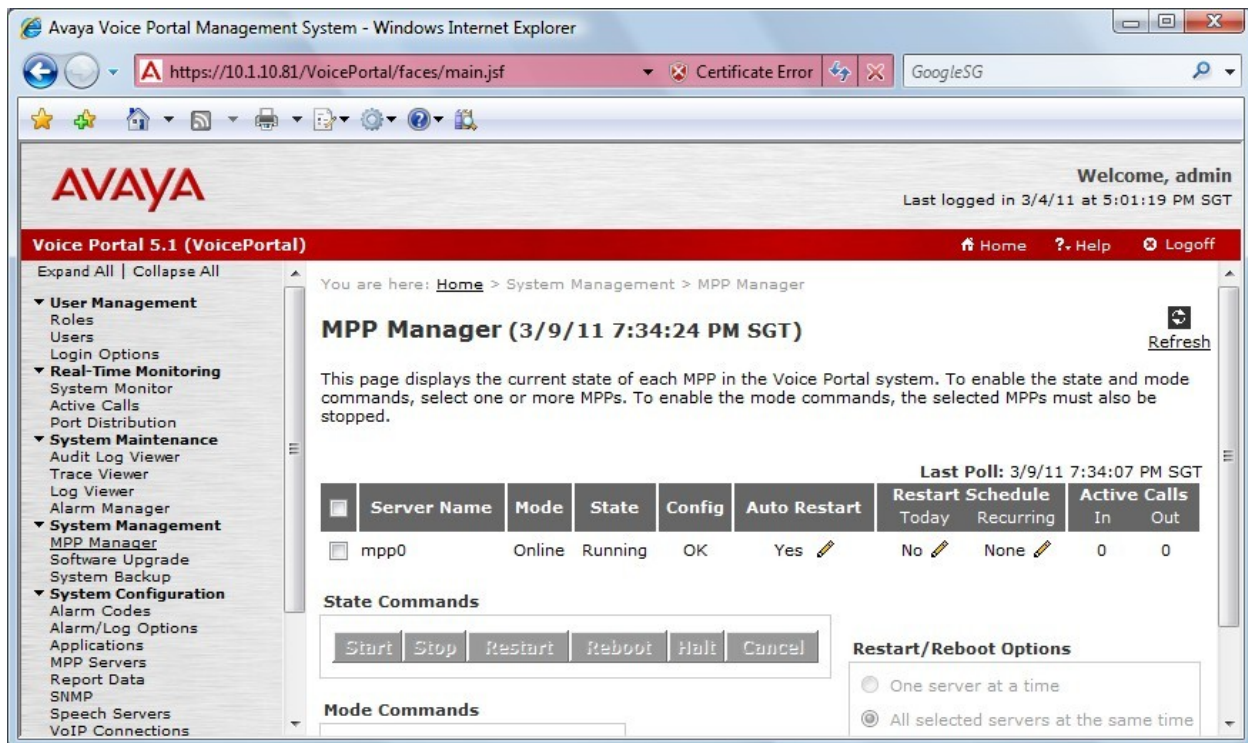 Avaya Voice Portal Management System - Windows Internet Explorer
https://10.1.10.81/VoicePortal/faces/main.jsf
Certificate Error
GoogleSG
AVAYA
Welcome, admin
Last logged in 3/4/11 at 5:01:19 PM SGT
Voice Portal 5.1 (VoicePortal)
Home ? Help Logoff
Expand All | Collapse All
User Management
Roles
Users
Login Options
Real-Time Monitoring
System Monitor
Active Calls
Port Distribution
System Maintenance
Audit Log Viewer
Trace Viewer
Log Viewer
Alarm Manager
System Management
MPP Manager
Software Upgrade
System Backup
System Configuration
Alarm Codes
Alarm/Log Options
Applications
MPP Servers
Report Data
SNMP
Speech Servers
VoIP Connections
You are here: Home > System Management > MPP Manager
MPP Manager (3/9/11 7:34:24 PM SGT)
Refresh
This page displays the current state of each MPP in the Voice Portal system. To enable the state and mode
commands, select one or more MPPs. To enable the mode commands, the selected MPPs must also be
stopped.
Last Poll: 3/9/11 7:34:07 PM SGT
Server Name Mode State Config Auto Restart Restart Schedule Active Calls
Today Recurring In Out
mpp0 Online Running OK Yes No None 0 0
State Commands
Start Stop Restart Reboot Halt Cancel
Mode Commands
Restart/Reboot Options
One server at a time
All selected servers at the same time